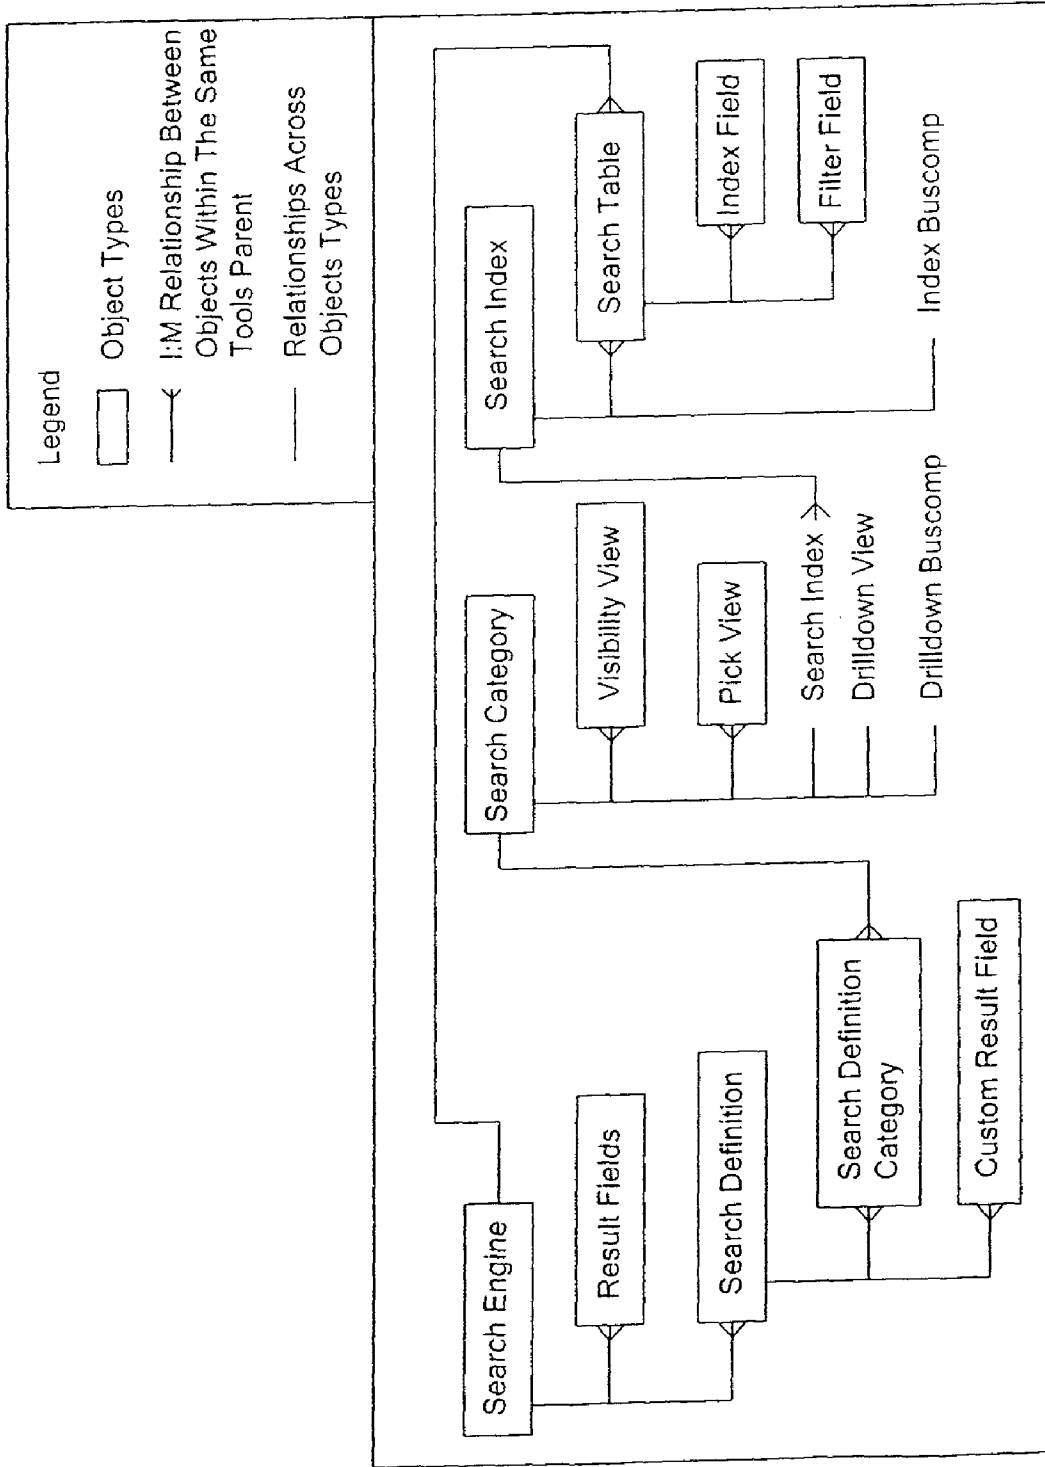 Legend
Object Types
I:M Relationship Between
Objects Within The Same
Tools Parent
Relationships Across
Objects Types
Search Engine
Result Fields
Search Definition
Search Definition
Category
Custom Result Field
Search Category
Visibility View
Pick View
Search Index
Drilldown View
Drilldown Buscomp
Search Index
Search Table
Index Field
Filter Field
Index Buscomp